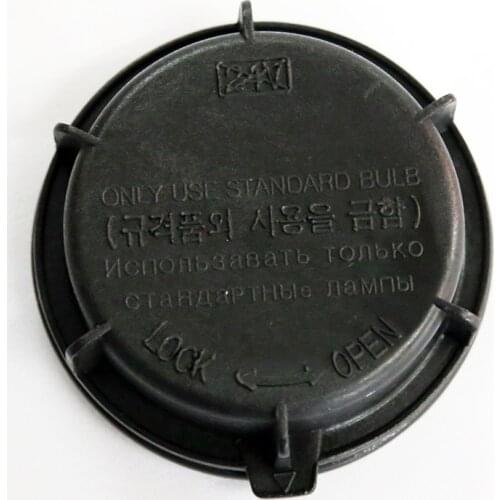 24V
ONLY USE STANDARD BULB
(규격품외 사용을 금함)
Использавать только
стандартные лампы
LOCK OPEN